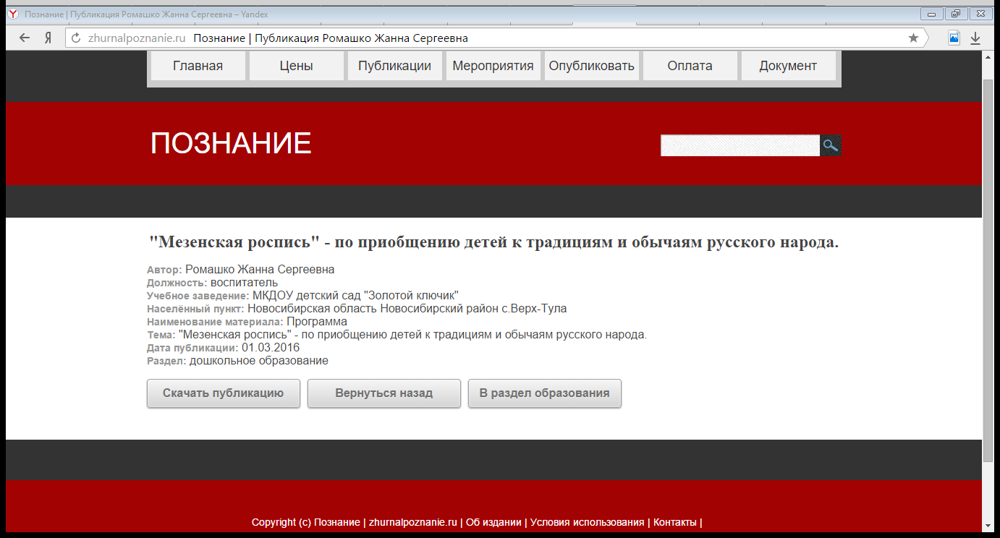 Познание | Публикация Ромашко Жанна Сергеевна – Yandex
Я zhurnalpoznanie.ru Познание | Публикация Ромашко Жанна Сергеевна
Главная Цены Публикации Мероприятия Опубликовать Оплата Документ
ПОЗНАНИЕ
"Мезенская роспись" - по приобщению детей к традициям и обычаям русского народа.
Автор: Ромашко Жанна Сергеевна
Должность: воспитатель
Учебное заведение: МКДОУ детский сад "Золотой ключик"
Населённый пункт: Новосибирская область Новосибирский район с.Верх-Тула
Наименование материала: Программа
Тема: "Мезенская роспись" - по приобщению детей к традициям и обычаям русского народа.
Дата публикации: 01.03.2016
Раздел: дошкольное образование
Скачать публикацию Вернуться назад В раздел образования
Copyright (c) Познание | zhurnalpoznanie.ru | Об издании | Условия использования | Контакты |